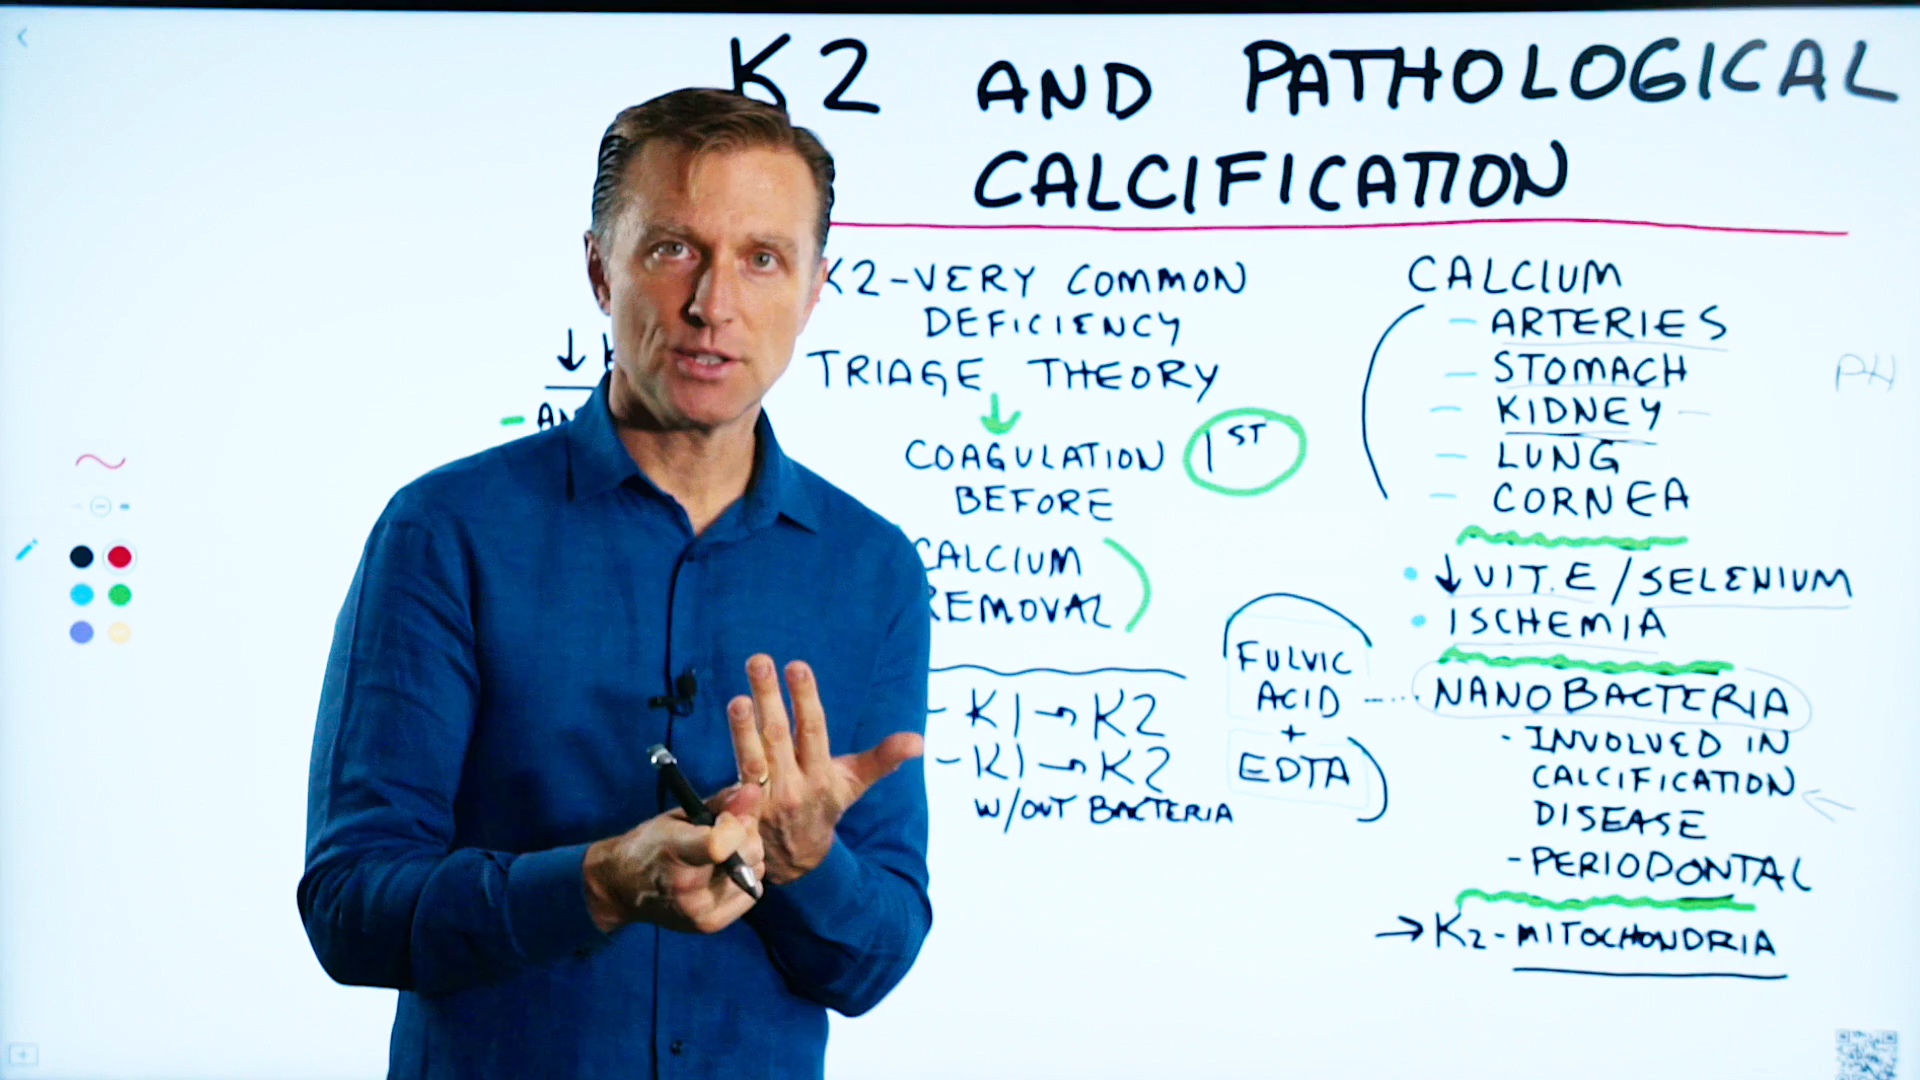 K2 AND PATHOLOGICAL
CALCIFICATION
K2-VERY COMMON
DEFICIENCY
TRIAGE THEORY
↓
COAGULATION 1ST
BEFORE
CALCIUM
REMOVAL
- K1 → K2
- K1 → K2
W/OUT BACTERIA
FULVIC
ACID
+
EDTA
CALCIUM
- ARTERIES
- STOMACH
- KIDNEY
- LUNG
- CORNEA
PH
• ↓ VIT. E / SELENIUM
• ISCHEMIA
NANOBACTERIA
- INVOLVED IN
CALCIFICATION
DISEASE
- PERIODONTAL
→ K2 - MITOCHONDRIA